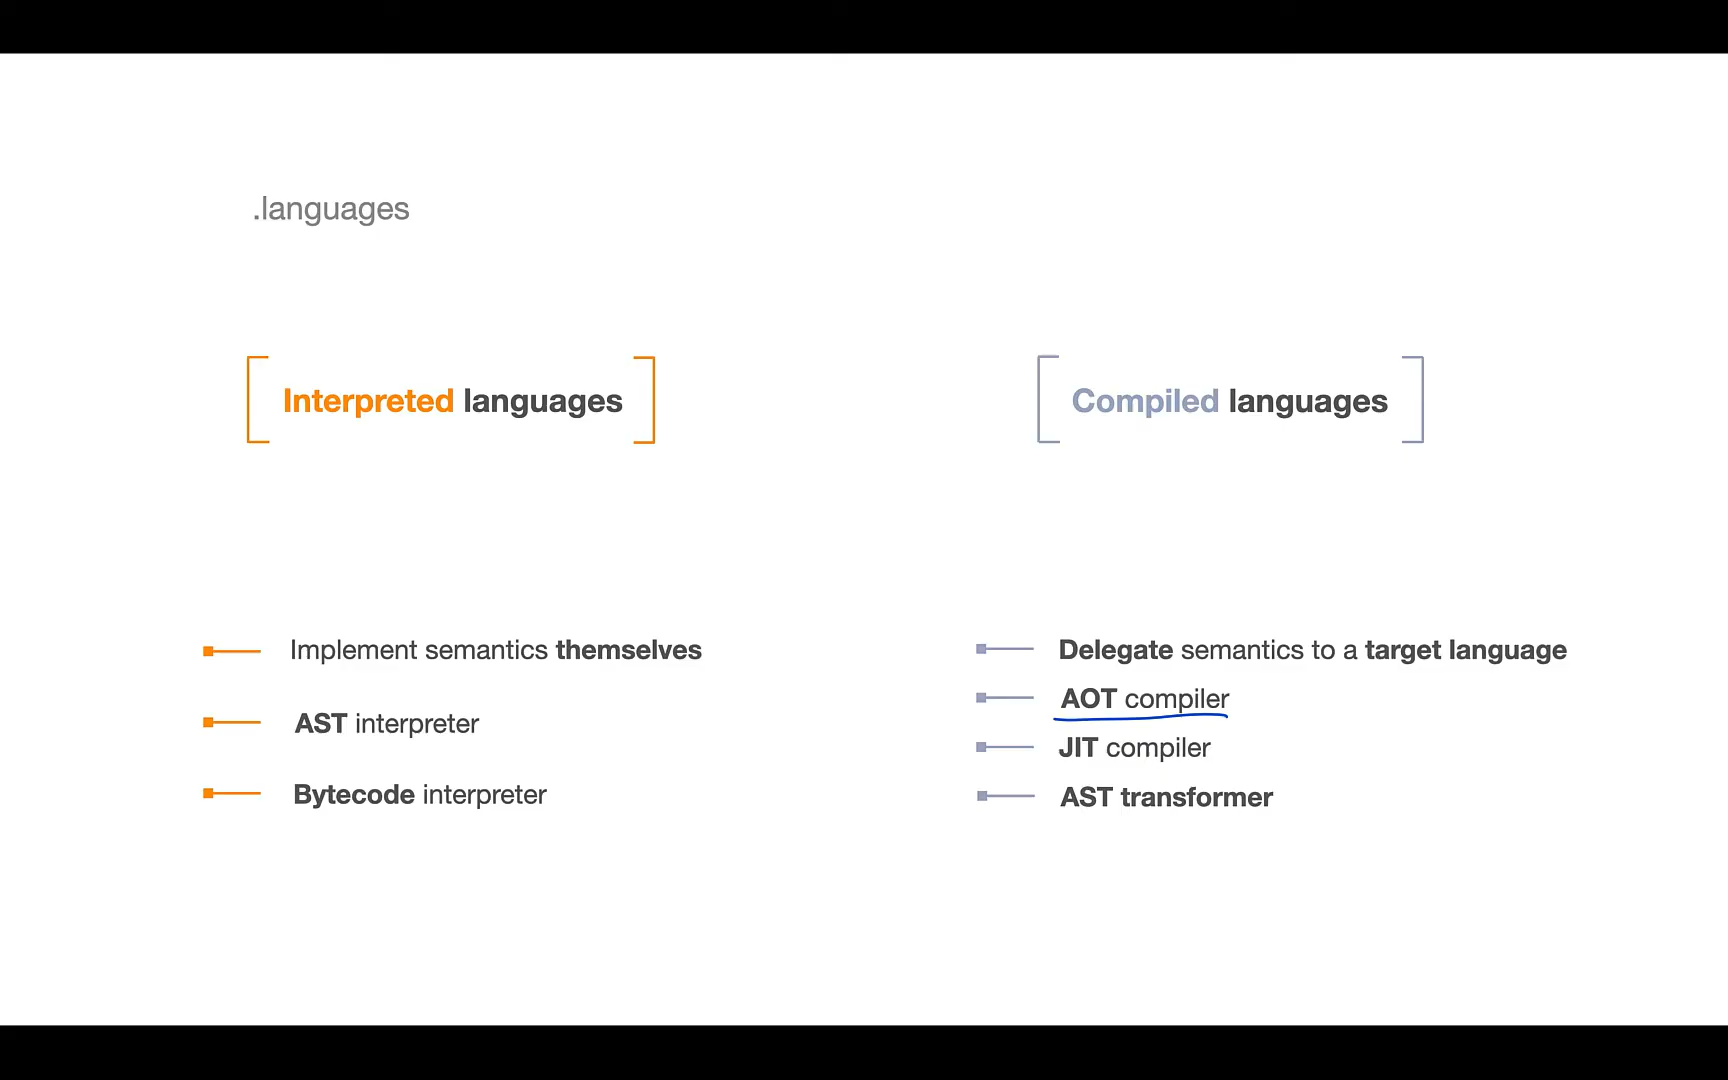 .languages
Interpreted languages
Compiled languages
Implement semantics themselves
AST interpreter
Bytecode interpreter
Delegate semantics to a target language
AOT compiler
JIT compiler
AST transformer